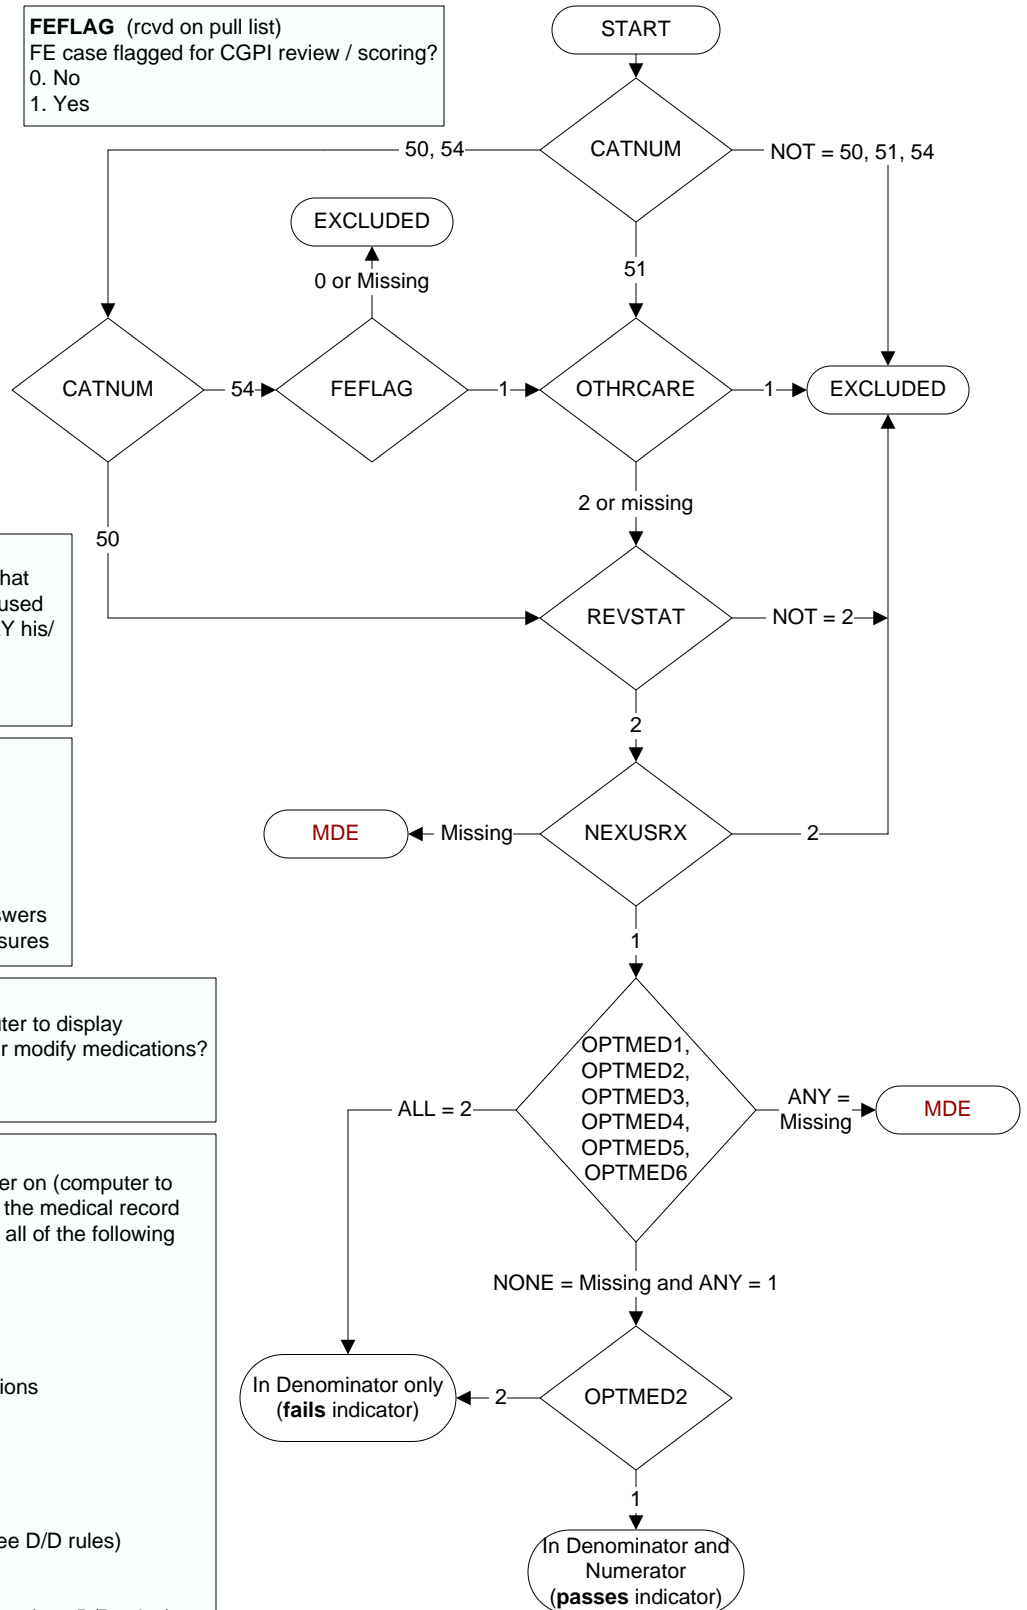 FEFLAG (rcvd on pull list)
FE case flagged for CGPI review / scoring?
0. No
1. Yes
START
CATNUM
50, 54
NOT = 50, 51, 54
EXCLUDED
0 or Missing
51
CATNUM
54
FEFLAG
1
OTHRCARE
1
EXCLUDED
2 or missing
50
REVSTAT
NOT = 2
2
MDE
Missing
NEXUSRX
2
1
OPTMED1,
OPTMED2,
OPTMED3,
OPTMED4,
OPTMED5,
OPTMED6
ALL = 2
ANY =
Missing
MDE
NONE = Missing and ANY = 1
In Denominator only
(fails indicator)
2
OPTMED2
1
In Denominator and
Numerator
(passes indicator)
hat
used
Y his/
swers
sures
uter to display
r modify medications?
er on (computer to
the medical record
all of the following
ions
ee D/D rules)